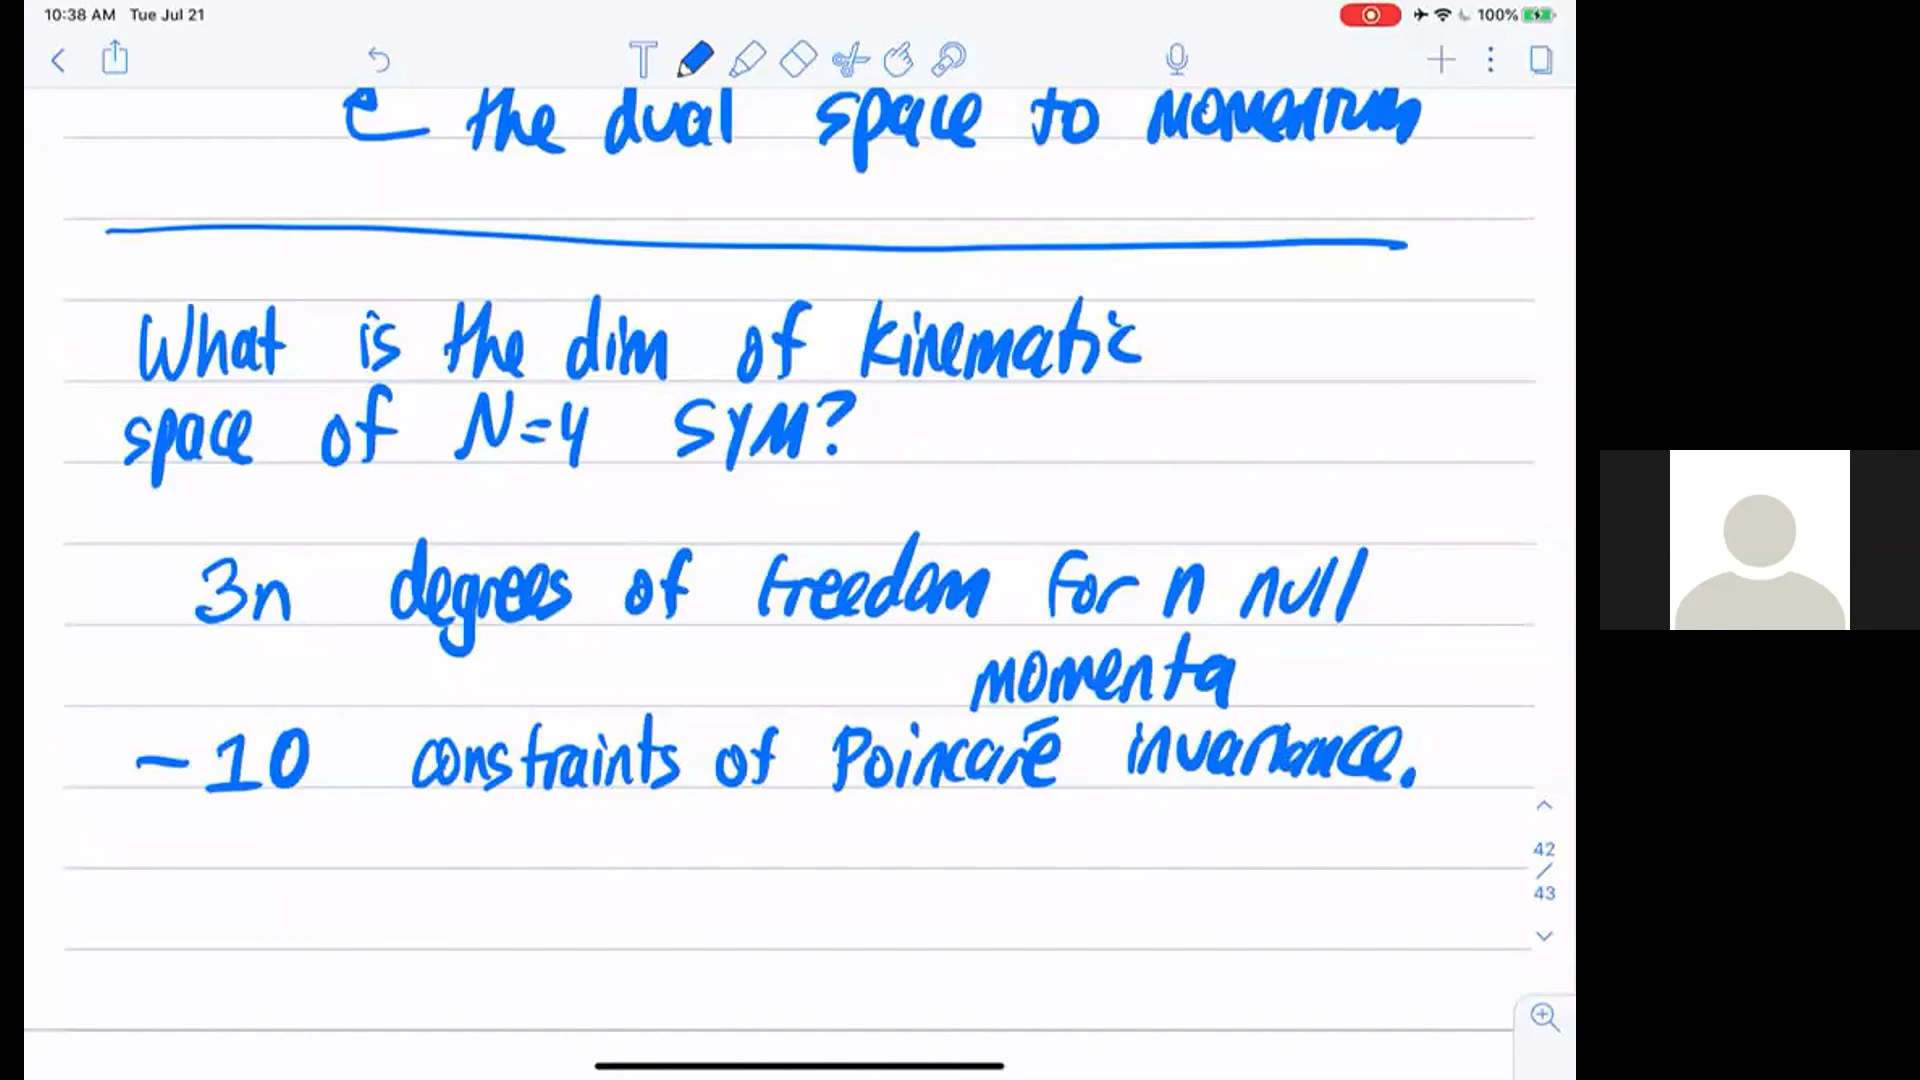 10:38 AM Tue Jul 21
100%
the dual space to momentum
What is the dim of kinematic
space of N=4 SYM?
3n degrees of freedom for n null
momenta
-10 constraints of Poincaré invariance.
42
/
43